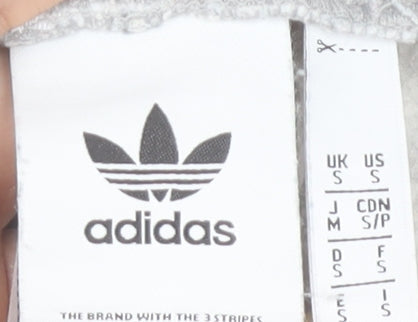 adidas
THE BRAND WITH THE 3 STRIPES
UK US
S S
J CDN
M S/P
D F
S S
E I
S S